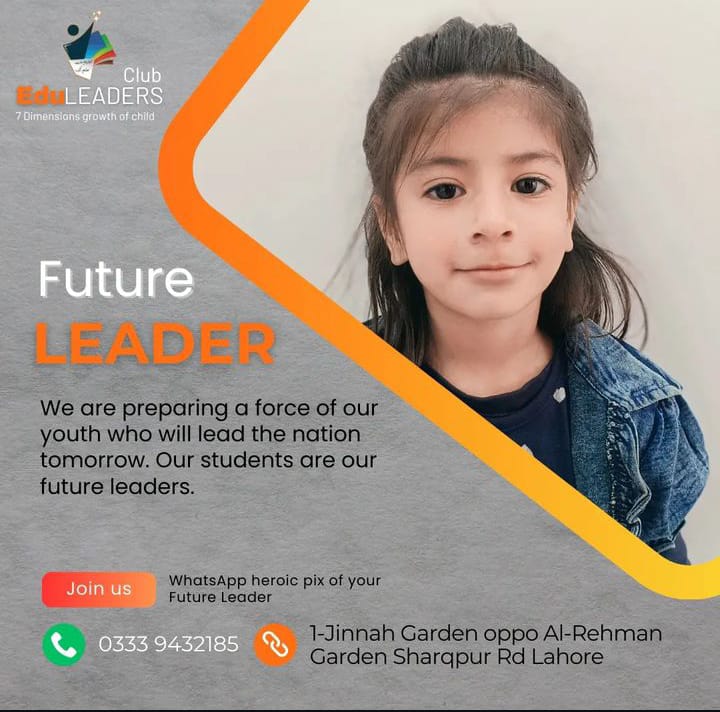 Club
EduLEADERS
7 Dimensions growth of child
Future
LEADER
We are preparing a force of our
youth who will lead the nation
tomorrow. Our students are our
future leaders.
Join us
WhatsApp heroic pix of your
Future Leader
0333 9432185
1-Jinnah Garden oppo Al-Rehman
Garden Sharqpur Rd Lahore